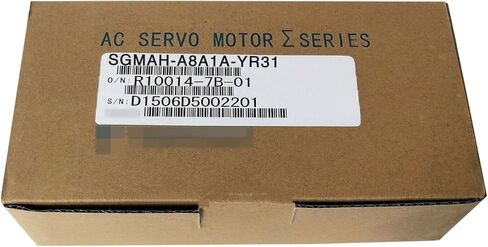 AC SERVO MOTOR Σ SERIES
SGMAH-A8A1A-YR31
O/N: R10014-7B-01
S/N: D1506D5002201